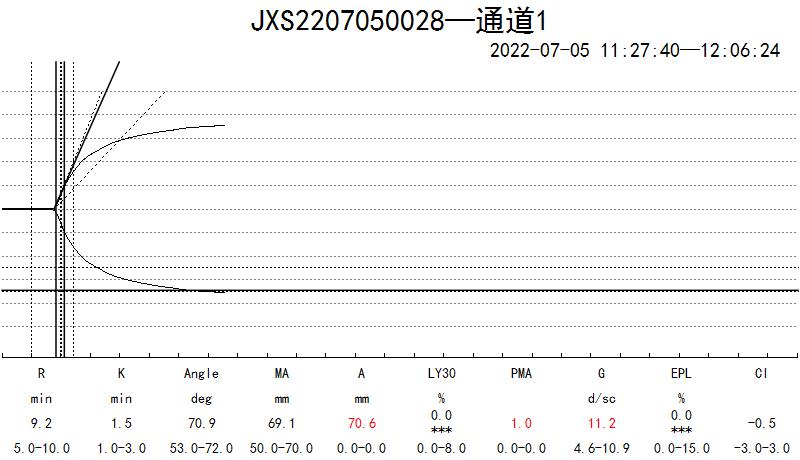 JXS2207050028—通道1
2022-07-05 11:27:40—12:06:24
R K Angle MA A LY30 PMA G EPL CI
min min deg mm mm % d/sc %
9.2 1.5 70.9 69.1 70.6 0.0 *** 1.0 11.2 0.0 *** -0.5
5.0-10.0 1.0-3.0 53.0-72.0 50.0-70.0 0.0-0.0 0.0-8.0 0.0-0.0 4.6-10.9 0.0-15.0 -3.0-3.0